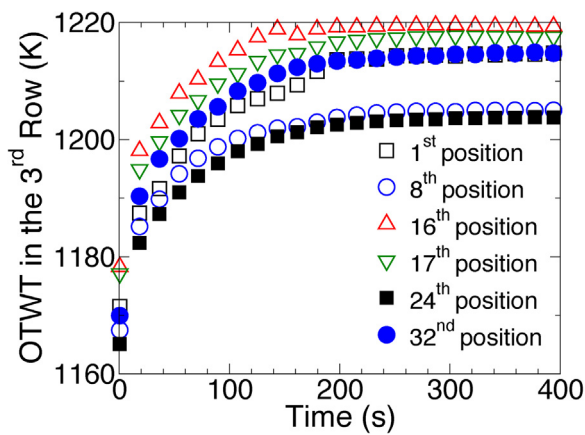 OTWT in the 3rd Row (K)
1220
1200
1180
1160
1st position
8th position
16th position
17th position
24th position
32nd position
0 100 200 300 400
Time (s)